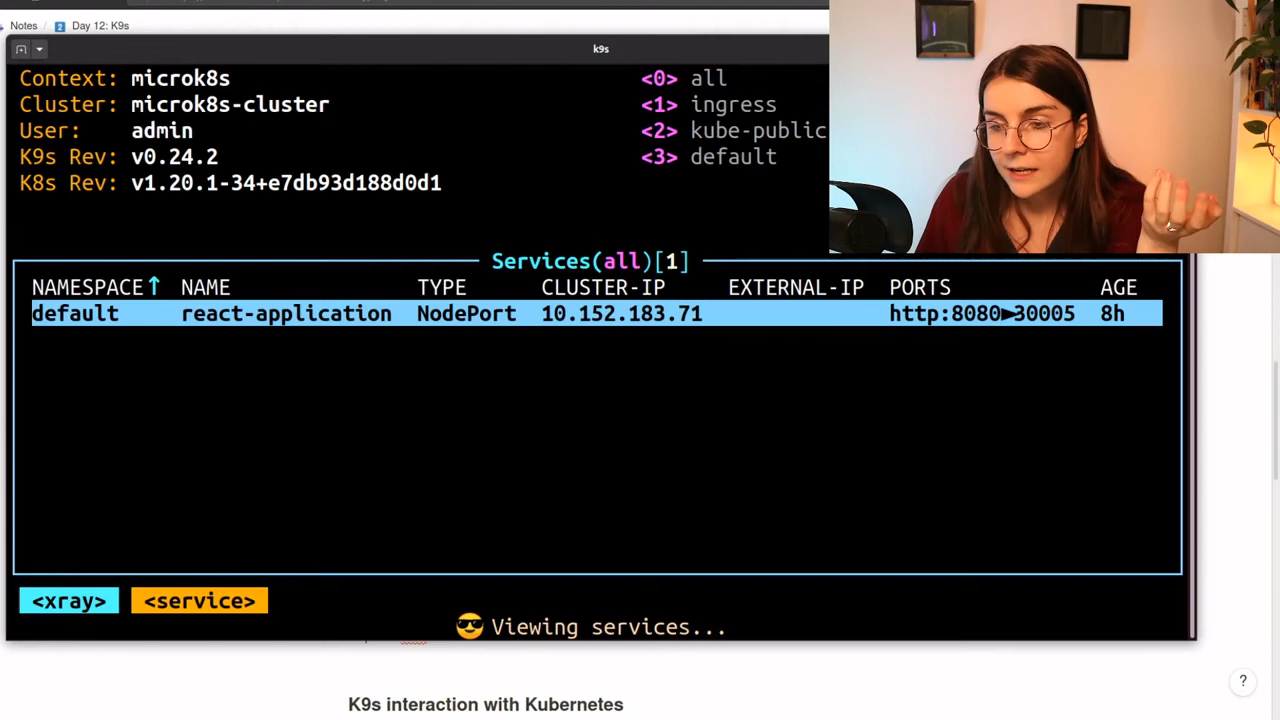 Notes / 2 Day 12: K9s
k9s
Context: microk8s
Cluster: microk8s-cluster
User: admin
K9s Rev: v0.24.2
K8s Rev: v1.20.1-34+e7db93d188d0d1
<0> all
<1> ingress
<2> kube-public
<3> default
Services(all)[1]
NAMESPACE↑ NAME TYPE CLUSTER-IP EXTERNAL-IP PORTS AGE
default react-application NodePort 10.152.183.71 http:8080►30005 8h
<xray> <service>
😎 Viewing services...
K9s interaction with Kubernetes
?